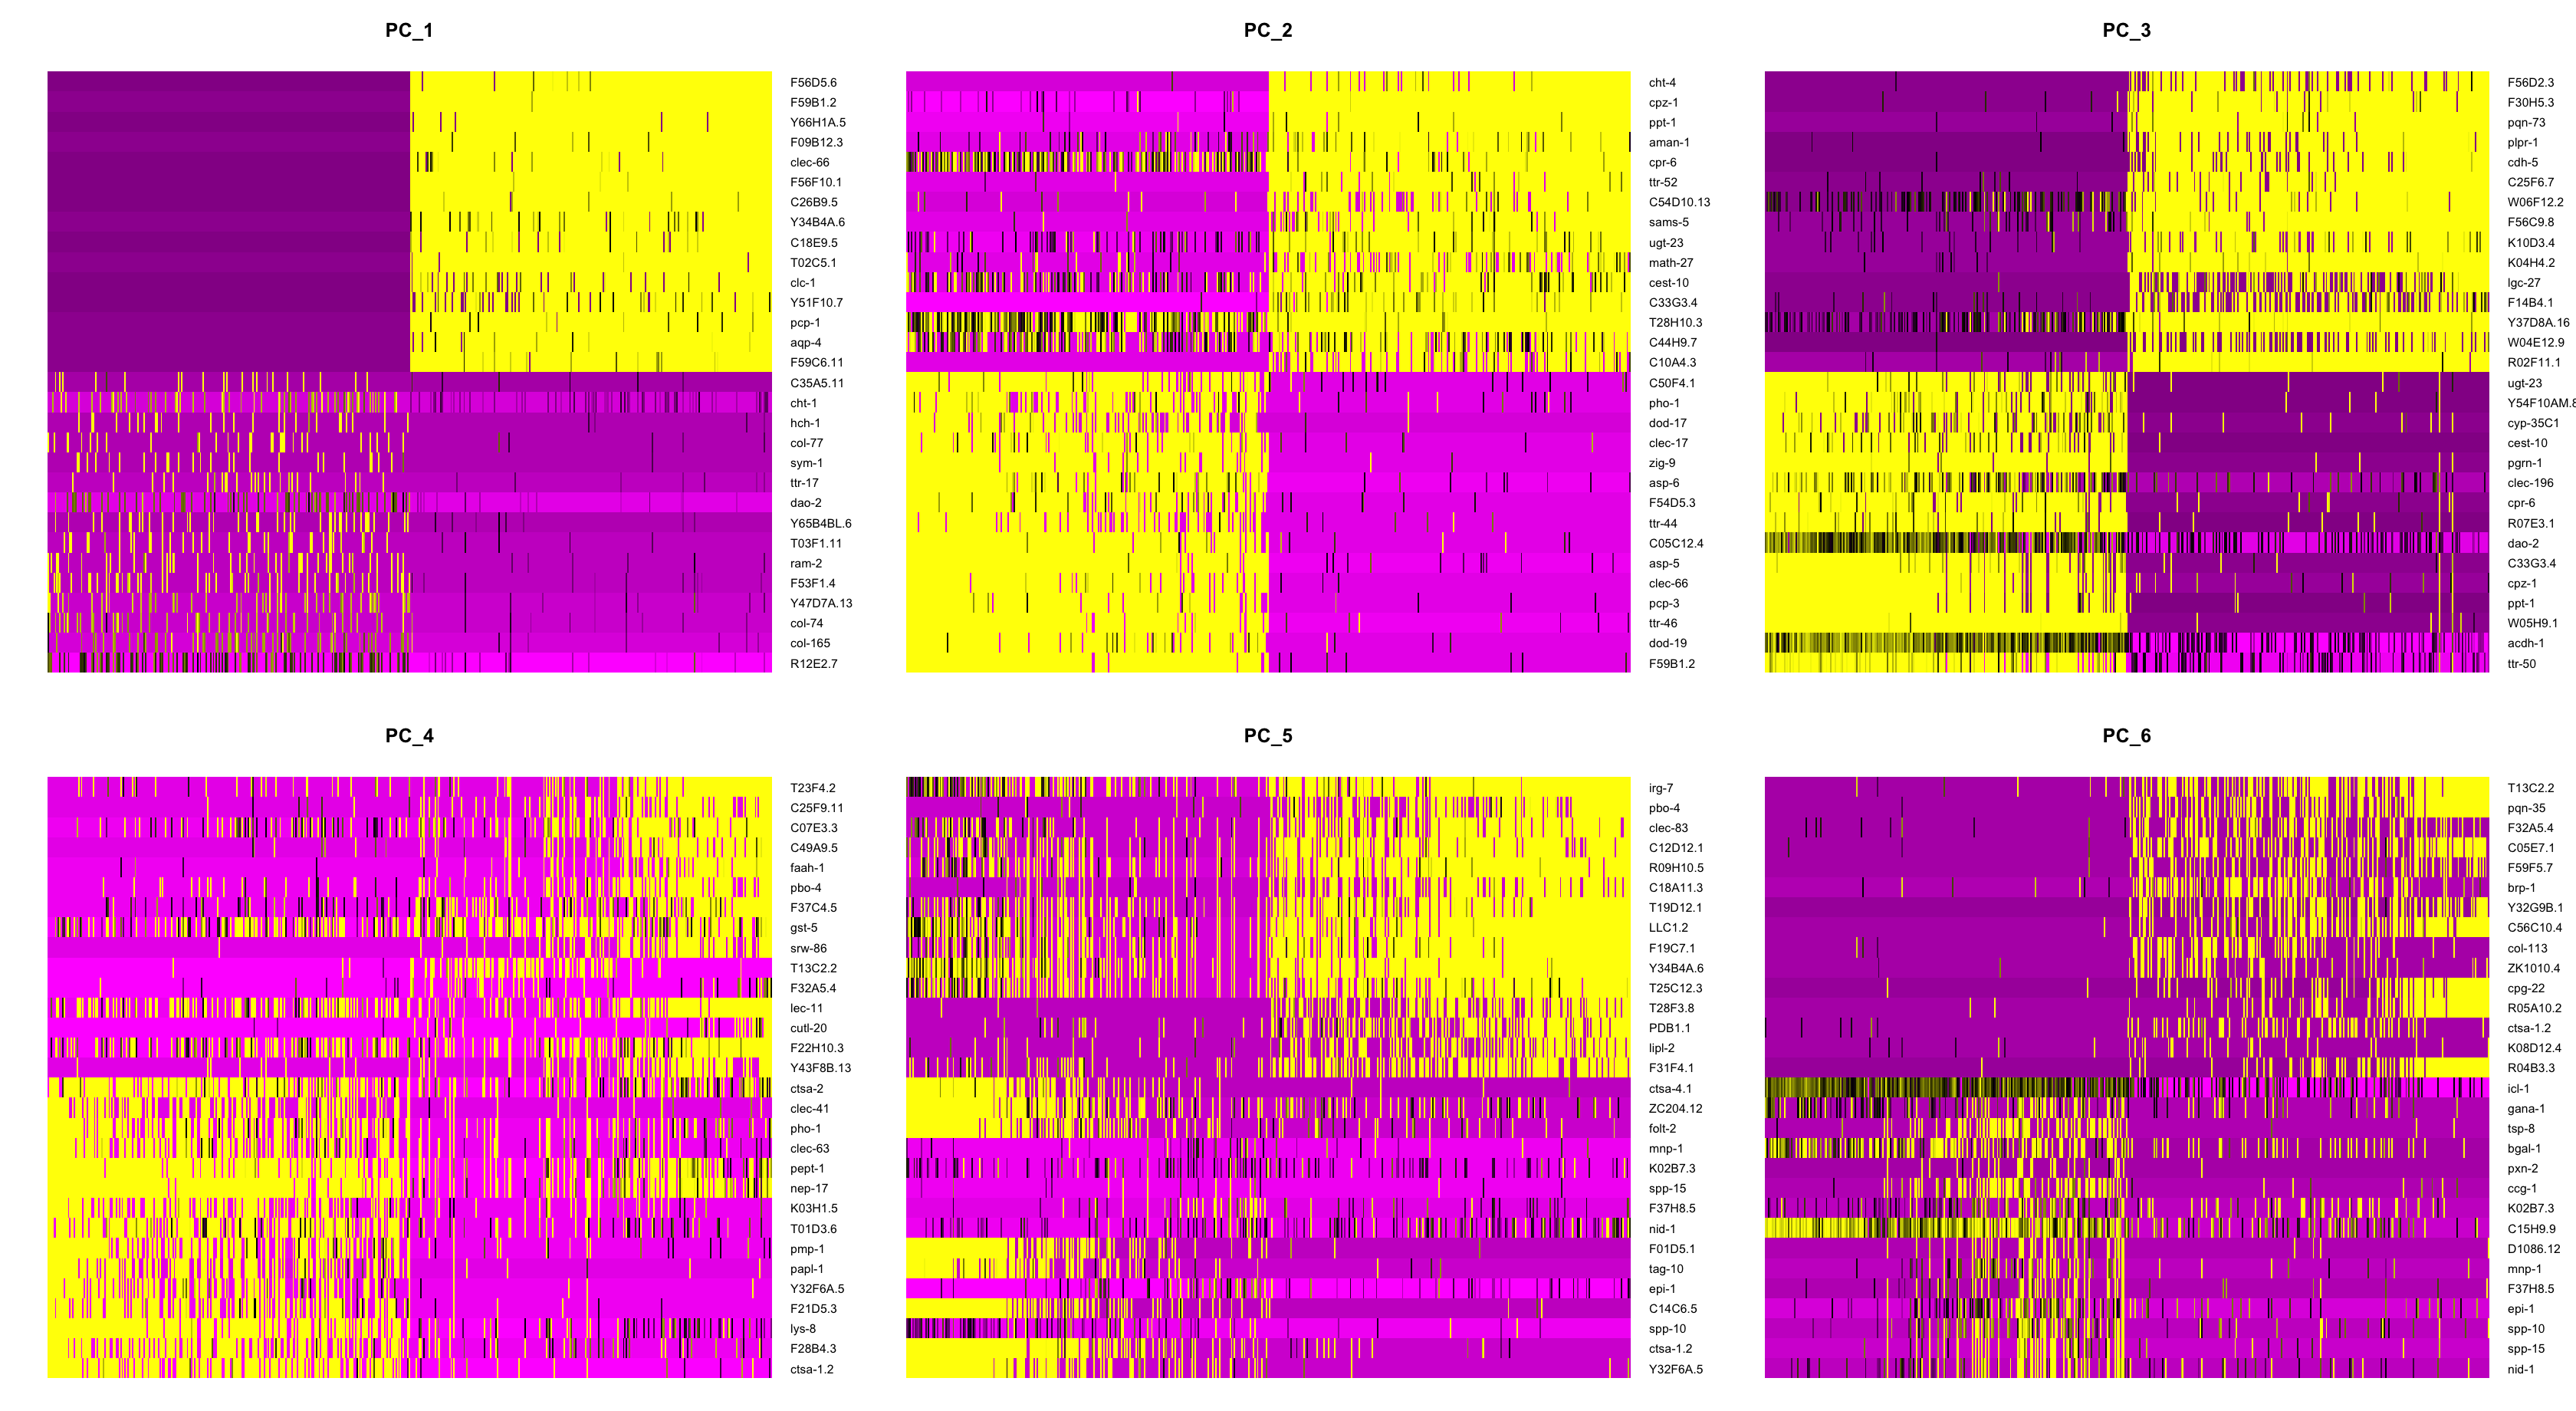 PC_1
F56D5.6
F59B1.2
Y66H1A.5
F09B12.3
clec-66
F56F10.1
C26B9.5
Y34B4A.6
C18E9.5
T02C5.1
clc-1
Y51F10.7
pcp-1
aqp-4
F59C6.11
C35A5.11
cht-1
hch-1
col-77
sym-1
ttr-17
dao-2
Y65B4BL.6
T03F1.11
ram-2
F53F1.4
Y47D7A.13
col-74
col-165
R12E2.7
PC_2
cht-4
cpz-1
ppt-1
aman-1
cpr-6
ttr-52
C54D10.13
sams-5
ugt-23
math-27
cest-10
C33G3.4
T28H10.3
C44H9.7
C10A4.3
C50F4.1
pho-1
dod-17
clec-17
zig-9
asp-6
F54D5.3
ttr-44
C05C12.4
asp-5
clec-66
pcp-3
ttr-46
dod-19
F59B1.2
PC_3
F56D2.3
F30H5.3
pqn-73
plpr-1
cdh-5
C25F6.7
W06F12.2
F56C9.8
K10D3.4
K04H4.2
lgc-27
F14B4.1
Y37D8A.16
W04E12.9
R02F11.1
ugt-23
Y54F10AM.8
cyp-35C1
cest-10
pgrn-1
clec-196
cpr-6
R07E3.1
dao-2
C33G3.4
cpz-1
ppt-1
W05H9.1
acdh-1
ttr-50
PC_4
T23F4.2
C25F9.11
C07E3.3
C49A9.5
faah-1
pbo-4
F37C4.5
gst-5
srw-86
T13C2.2
F32A5.4
lec-11
cutl-20
F22H10.3
Y43F8B.13
ctsa-2
clec-41
pho-1
clec-63
pept-1
nep-17
K03H1.5
T01D3.6
pmp-1
papl-1
Y32F6A.5
F21D5.3
lys-8
F28B4.3
ctsa-1.2
PC_5
irg-7
pbo-4
clec-83
C12D12.1
R09H10.5
C18A11.3
T19D12.1
LLC1.2
F19C7.1
Y34B4A.6
T25C12.3
T28F3.8
PDB1.1
lipl-2
F31F4.1
ctsa-4.1
ZC204.12
folt-2
mnp-1
K02B7.3
spp-15
F37H8.5
nid-1
F01D5.1
tag-10
epi-1
C14C6.5
spp-10
ctsa-1.2
Y32F6A.5
PC_6
T13C2.2
pqn-35
F32A5.4
C05E7.1
F59F5.7
brp-1
Y32G9B.1
C56C10.4
col-113
ZK1010.4
cpg-22
R05A10.2
ctsa-1.2
K08D12.4
R04B3.3
icl-1
gana-1
tsp-8
bgal-1
pxn-2
ccg-1
K02B7.3
C15H9.9
D1086.12
mnp-1
F37H8.5
epi-1
spp-10
spp-15
nid-1